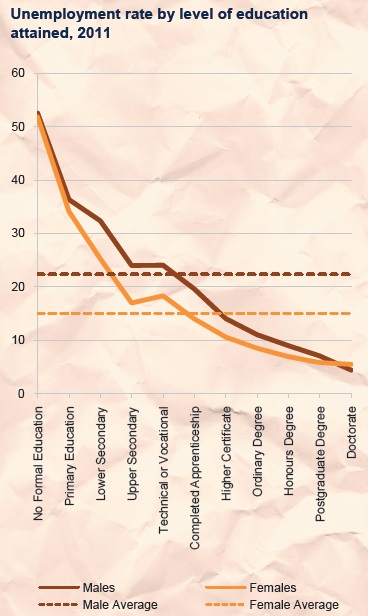 Unemployment rate by level of education
attained, 2011
60
50
40
30
20
10
0
No Formal Education
Primary Education
Lower Secondary
Upper Secondary
Technical or Vocational
Completed Apprenticeship
Higher Certificate
Ordinary Degree
Honours Degree
Postgraduate Degree
Doctorate
Males
Females
Male Average
Female Average